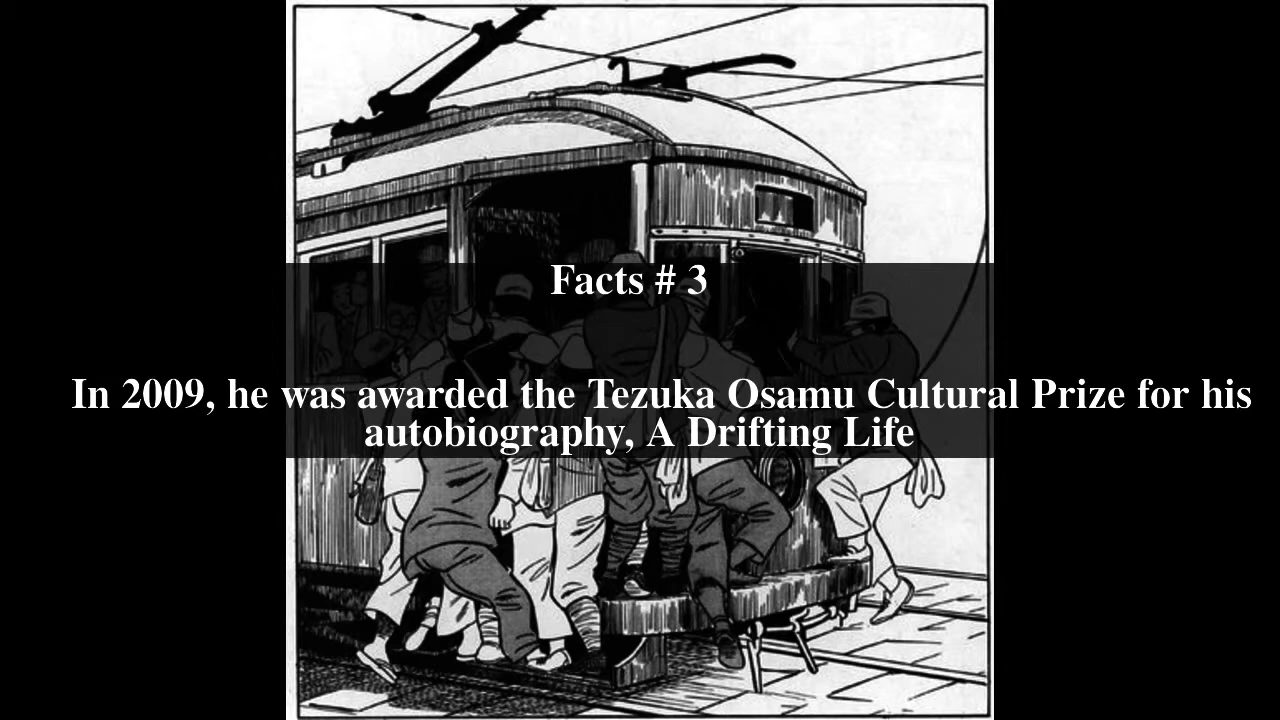 Facts # 3
In 2009, he was awarded the Tezuka Osamu Cultural Prize for his
autobiography, A Drifting Life